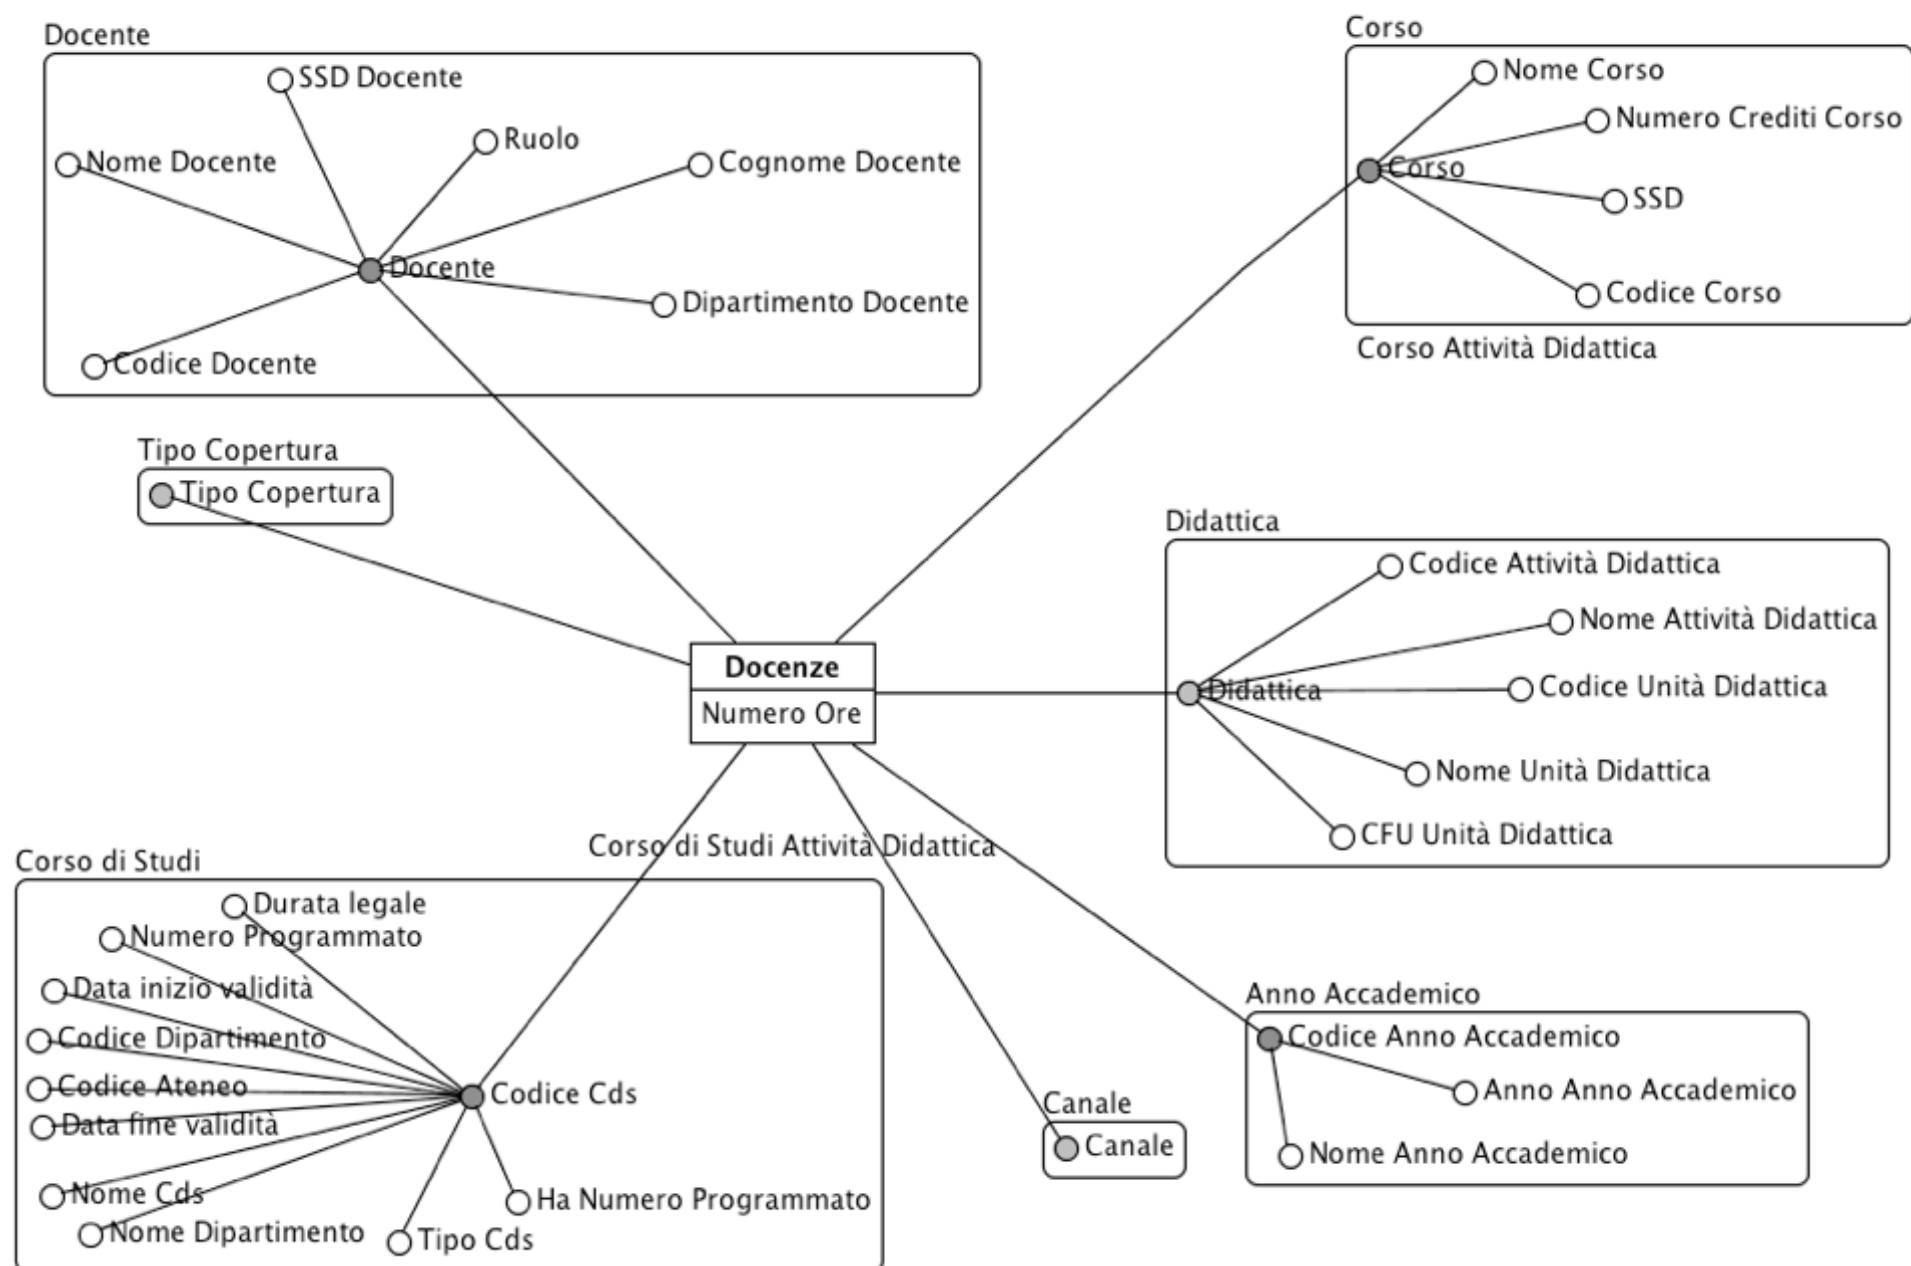 Docente
SSD Docente
Ruolo
Nome Docente
Cognome Docente
Docente
Dipartimento Docente
Codice Docente
Corso
Nome Corso
Numero Crediti Corso
Corso
SSD
Codice Corso
Corso Attività Didattica
Tipo Copertura
Tipo Copertura
Didattica
Codice Attività Didattica
Nome Attività Didattica
Didattica
Codice Unità Didattica
Nome Unità Didattica
CFU Unità Didattica
Docenze
Numero Ore
Corso di Studi Attività Didattica
Corso di Studi
Durata legale
Numero Programmato
Data inizio validità
Codice Dipartimento
Codice Ateneo
Codice Cds
Data fine validità
Nome Cds
Ha Numero Programmato
Nome Dipartimento
Tipo Cds
Canale
Canale
Anno Accademico
Codice Anno Accademico
Anno Anno Accademico
Nome Anno Accademico